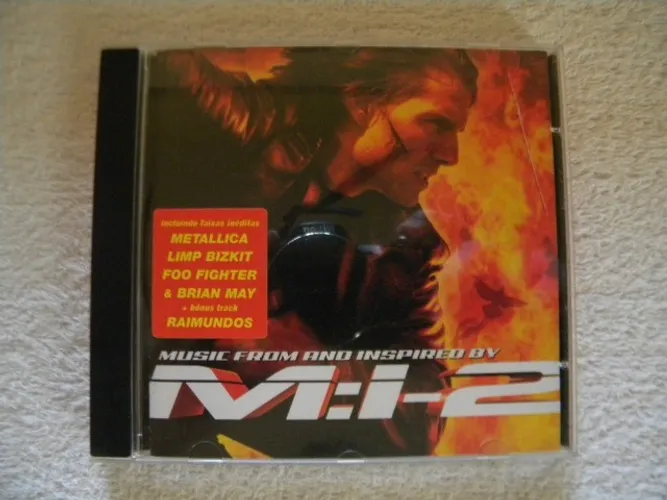 incluindo faixas inéditas
METALLICA
LIMP BIZKIT
FOO FIGHTER
& BRIAN MAY
+ bônus track
RAIMUNDOS
MUSIC FROM AND INSPIRED BY
M:I-2